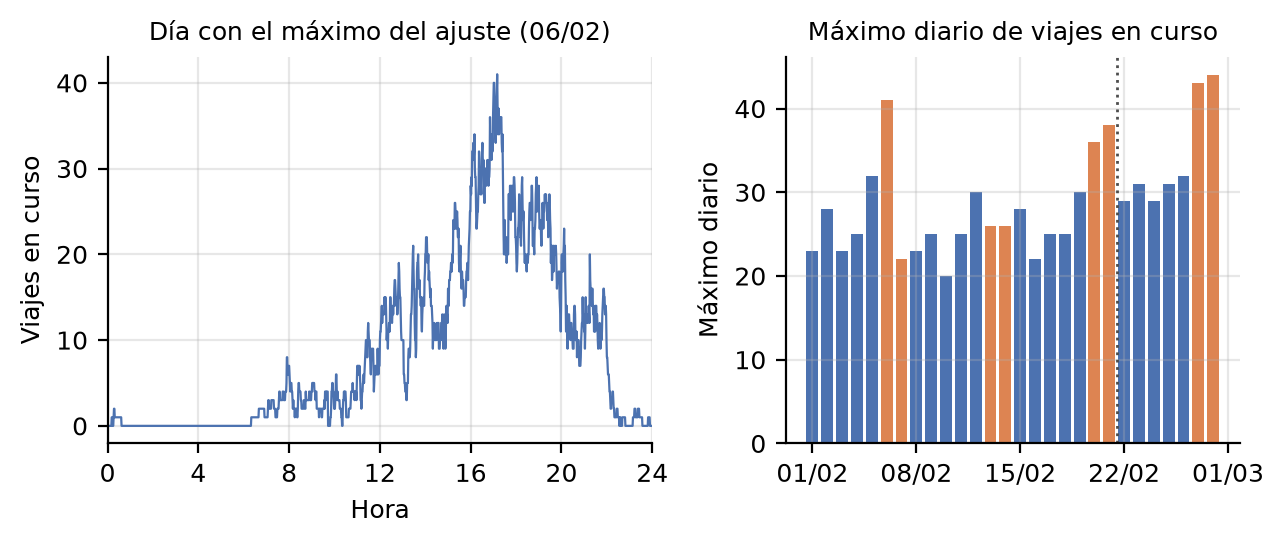 Día con el máximo del ajuste (06/02)
Viajes en curso
40
30
20
10
0
0 4 8 12 16 20 24
Hora
Máximo diario de viajes en curso
Máximo diario
40
30
20
10
0
01/02 08/02 15/02 22/02 01/03